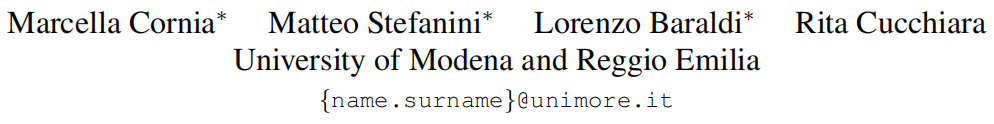 Marcella Cornia* Matteo Stefanini* Lorenzo Baraldi* Rita Cucchiara
University of Modena and Reggio Emilia
{name.surname}@unimore.it